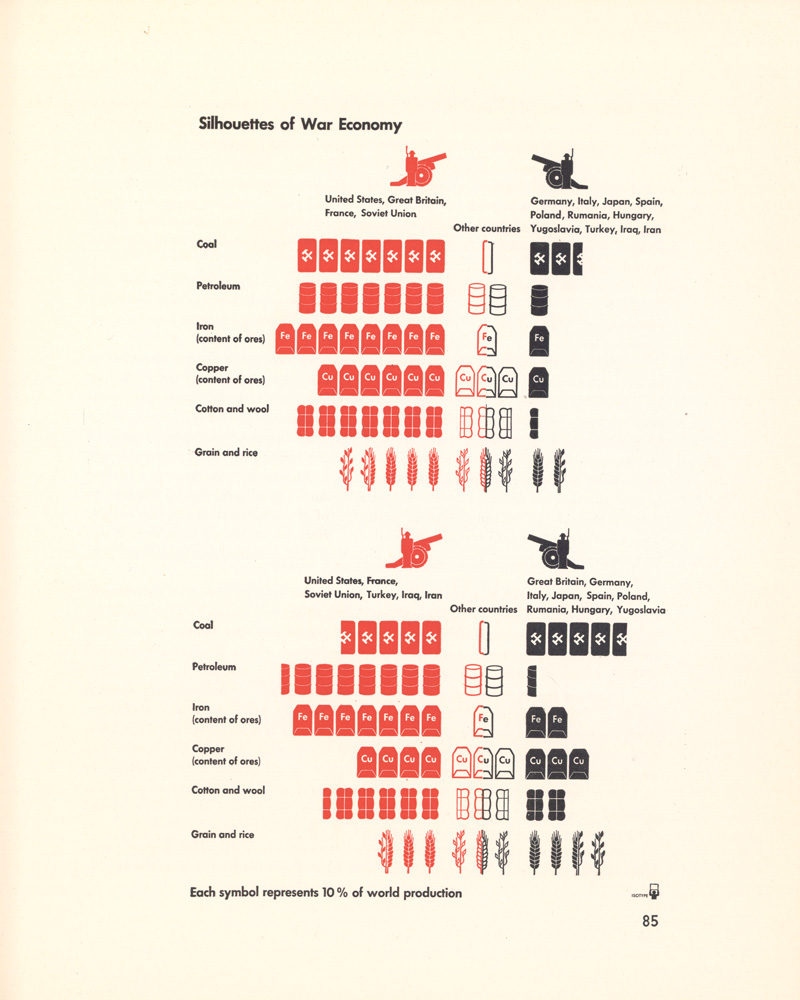 Silhouettes of War Economy
United States, Great Britain,
France, Soviet Union
Other countries
Germany, Italy, Japan, Spain,
Poland, Rumania, Hungary,
Yugoslavia, Turkey, Iraq, Iran
Coal
Petroleum
Iron
(content of ores)
Fe Fe Fe Fe Fe Fe Fe Fe Fe Fe
Copper
(content of ores)
Cu Cu Cu Cu Cu Cu Cu Cu Cu Cu
Cotton and wool
Grain and rice
United States, France,
Soviet Union, Turkey, Iraq, Iran
Other countries
Great Britain, Germany,
Italy, Japan, Spain, Poland,
Rumania, Hungary, Yugoslavia
Coal
Petroleum
Iron
(content of ores)
Fe Fe Fe Fe Fe Fe Fe Fe Fe Fe
Copper
(content of ores)
Cu Cu Cu Cu Cu Cu Cu Cu Cu Cu
Cotton and wool
Grain and rice
Each symbol represents 10% of world production
ISOTYPE
85